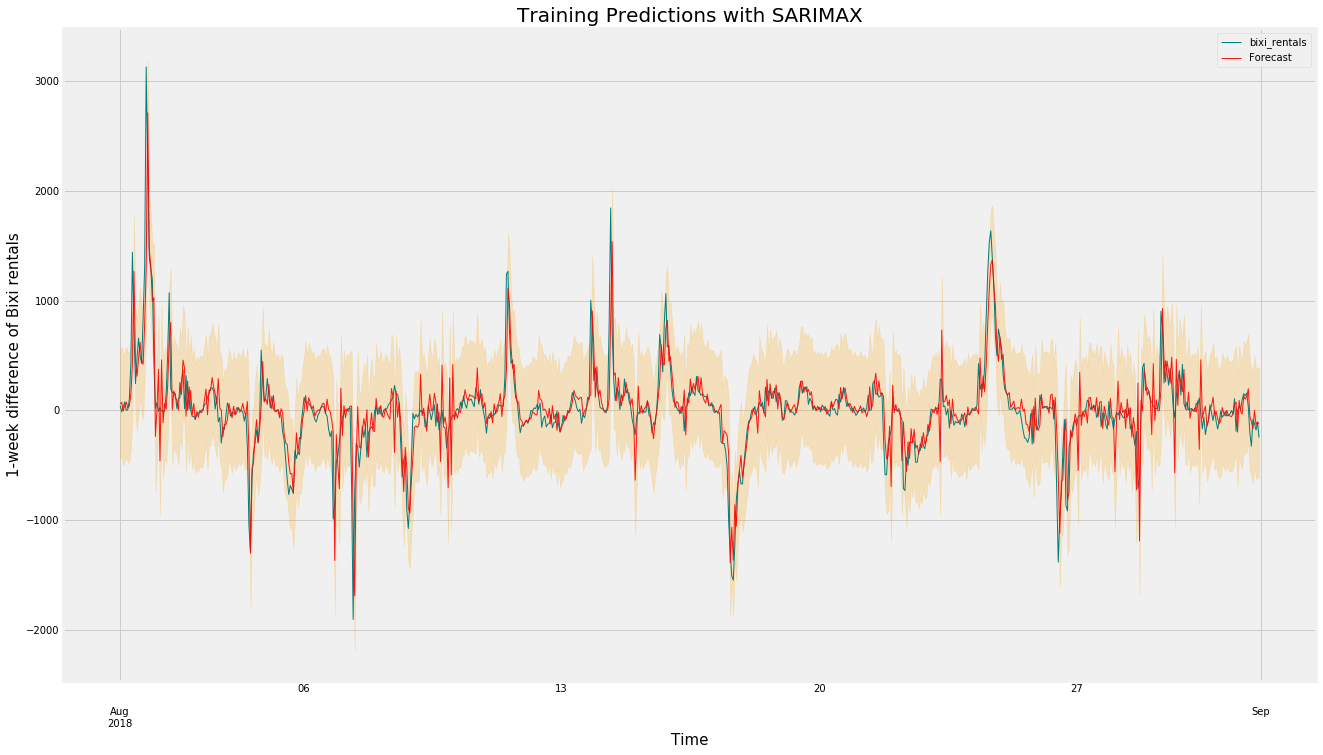 Training Predictions with SARIMAX
bixi_rentals
Forecast
1-week difference of Bixi rentals
3000
2000
1000
0
−1000
−2000
06
13
20
27
Aug
2018
Sep
Time